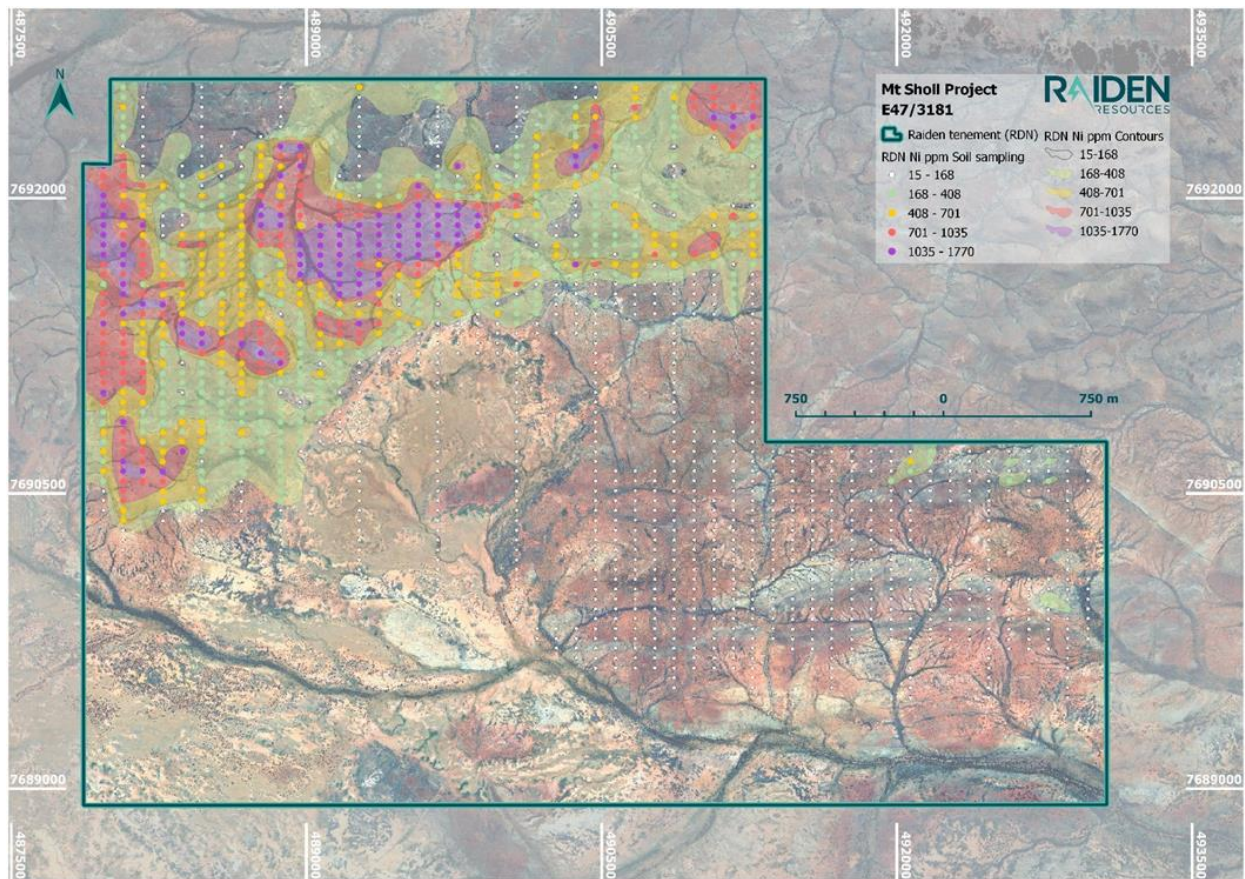 487500
489000
490500
492000
493500
N
Mt Sholl Project
E47/3181
RAIDEN
RESOURCES
Raiden tenement (RDN)
RDN Ni ppm Soil sampling
15 - 168
168 - 408
408 - 701
701 - 1035
1035 - 1770
RDN Ni ppm Contours
15-168
168-408
408-701
701-1035
1035-1770
7692000
7692000
750
0
750 m
7690500
7690500
7689000
7689000
487500
489000
490500
492000
493500